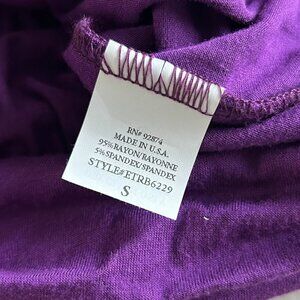 RN# 92874
MADE IN U.S.A.
95%RAYON/RAYONNE
5%SPANDEX/SPANDEX
STYLE#ETRB6229
S